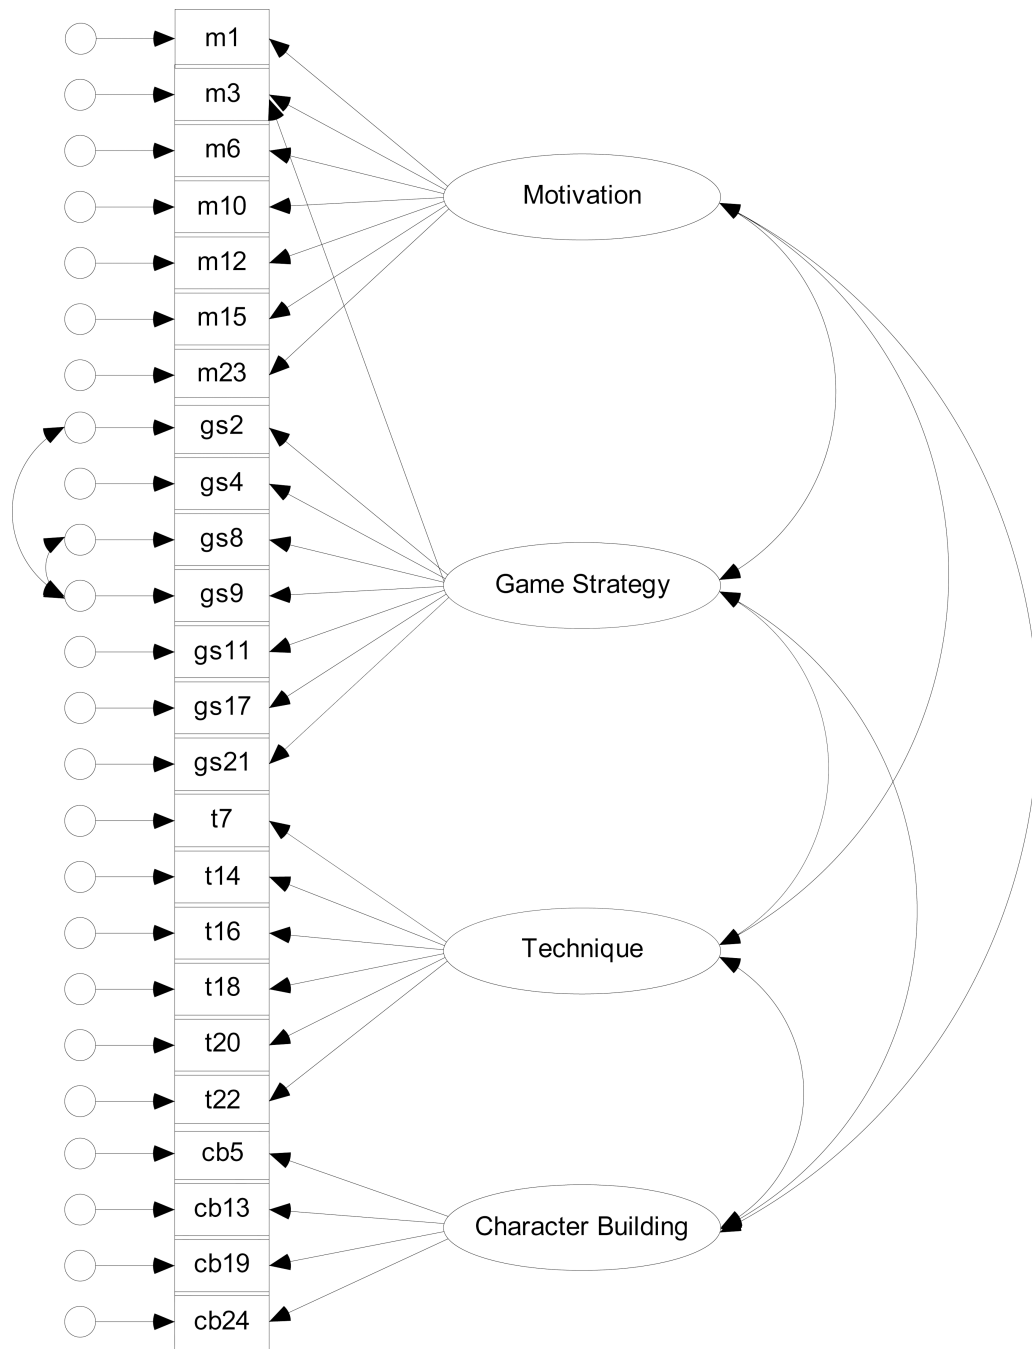 m1
m3
m6
m10
m12
m15
m23
gs2
gs4
gs8
gs9
gs11
gs17
gs21
t7
t14
t16
t18
t20
t22
cb5
cb13
cb19
cb24
Motivation
Game Strategy
Technique
Character Building